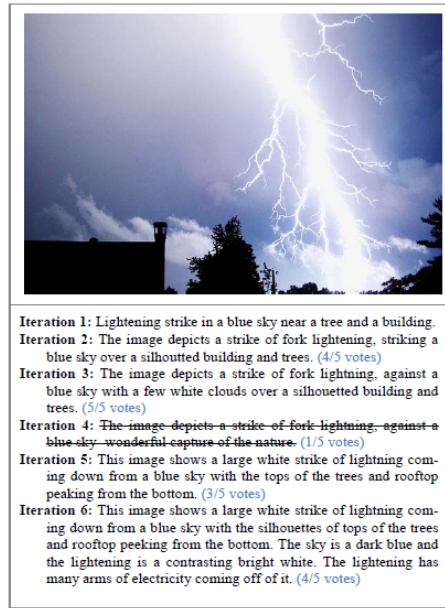 Iteration 1: Lightening strike in a blue sky near a tree and a building.
Iteration 2: The image depicts a strike of fork lightening, striking a
blue sky over a silhoutted building and trees. (4/5 votes)
Iteration 3: The image depicts a strike of fork lightning, against a
blue sky with a few white clouds over a silhouetted building and
trees. (5/5 votes)
Iteration 4: The image depicts a strike of fork lightning, against a
blue sky- wonderful capture of the nature. (1/5 votes)
Iteration 5: This image shows a large white strike of lightning com-
ing down from a blue sky with the tops of the trees and rooftop
peaking from the bottom. (3/5 votes)
Iteration 6: This image shows a large white strike of lightning com-
ing down from a blue sky with the silhouettes of tops of the trees
and rooftop peeking from the bottom. The sky is a dark blue and
the lightening is a contrasting bright white. The lightening has
many arms of electricity coming off of it. (4/5 votes)